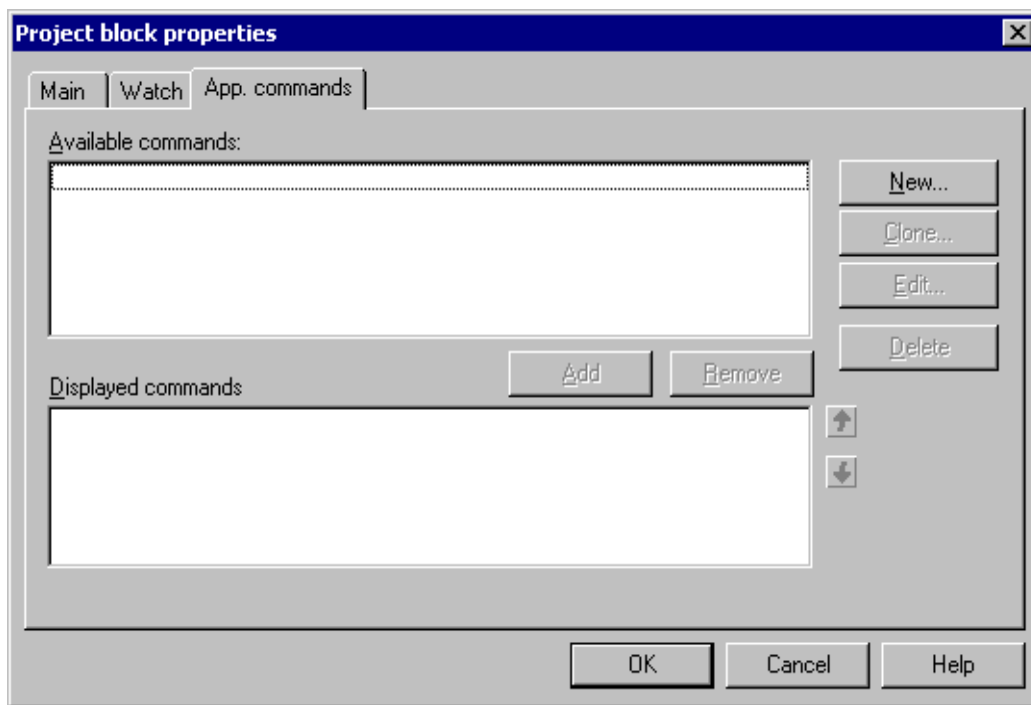 Project block properties
Main Watch App. commands
Available commands:
New...
Clone...
Edit...
Delete
Add Remove
Displayed commands
OK Cancel Help